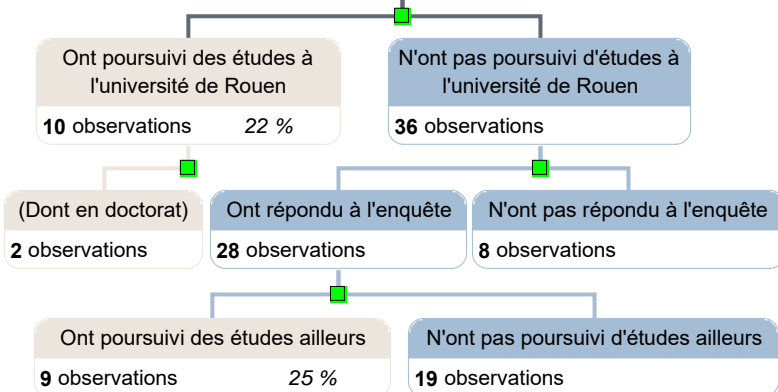 Ont poursuivi des études à
l'université de Rouen
10 observations 22 %
N'ont pas poursuivi d'études à
l'université de Rouen
36 observations
(Dont en doctorat)
2 observations
Ont répondu à l'enquête
28 observations
N'ont pas répondu à l'enquête
8 observations
Ont poursuivi des études ailleurs
9 observations 25 %
N'ont pas poursuivi d'études ailleurs
19 observations